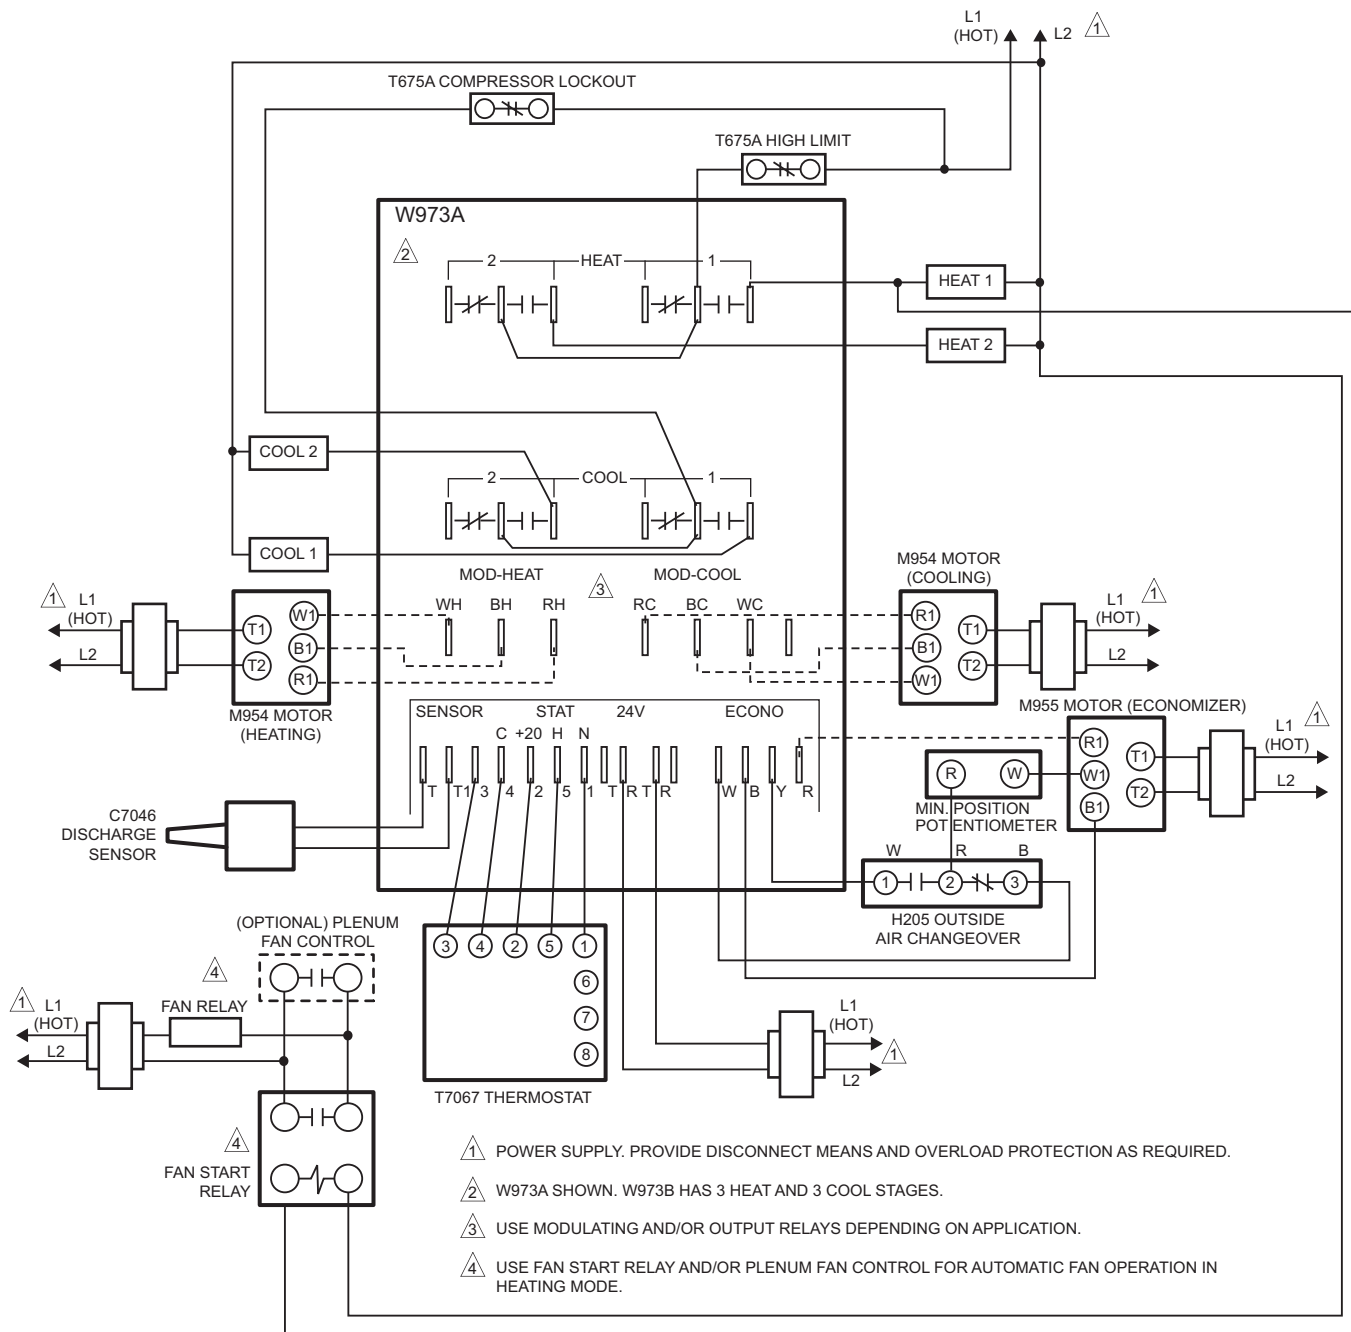 L1
(HOT)
L2
1
T675A COMPRESSOR LOCKOUT
T675A HIGH LIMIT
W973A
2
2 HEAT 1
HEAT 1
HEAT 2
COOL 2
2 COOL 1
COOL 1
MOD-HEAT
3
MOD-COOL
WH BH RH RC BC WC
M954 MOTOR
(COOLING)
1
L1
(HOT)
L2
T1
T2
W1
B1
R1
M954 MOTOR
(HEATING)
R1
B1
W1
T1
T2
L1
(HOT)
1
L2
M955 MOTOR (ECONOMIZER)
SENSOR STAT 24V ECONO
C +20 H N
T T1 3 4 2 5 1 T R T R W B Y R
R1
W1
B1
T1
T2
L1
(HOT)
1
L2
R W
MIN. POSITION
POT ENTIOMETER
C7046
DISCHARGE
SENSOR
W R B
1 2 3
H205 OUTSIDE
AIR CHANGEOVER
(OPTIONAL) PLENUM
FAN CONTROL
4
3 4 2 5 1
6
7
8
T7067 THERMOSTAT
1
L1
(HOT)
L2
FAN RELAY
L1
(HOT)
1
L2
4
FAN START
RELAY
1 POWER SUPPLY. PROVIDE DISCONNECT MEANS AND OVERLOAD PROTECTION AS REQUIRED.
2 W973A SHOWN. W973B HAS 3 HEAT AND 3 COOL STAGES.
3 USE MODULATING AND/OR OUTPUT RELAYS DEPENDING ON APPLICATION.
4 USE FAN START RELAY AND/OR PLENUM FAN CONTROL FOR AUTOMATIC FAN OPERATION IN
HEATING MODE.